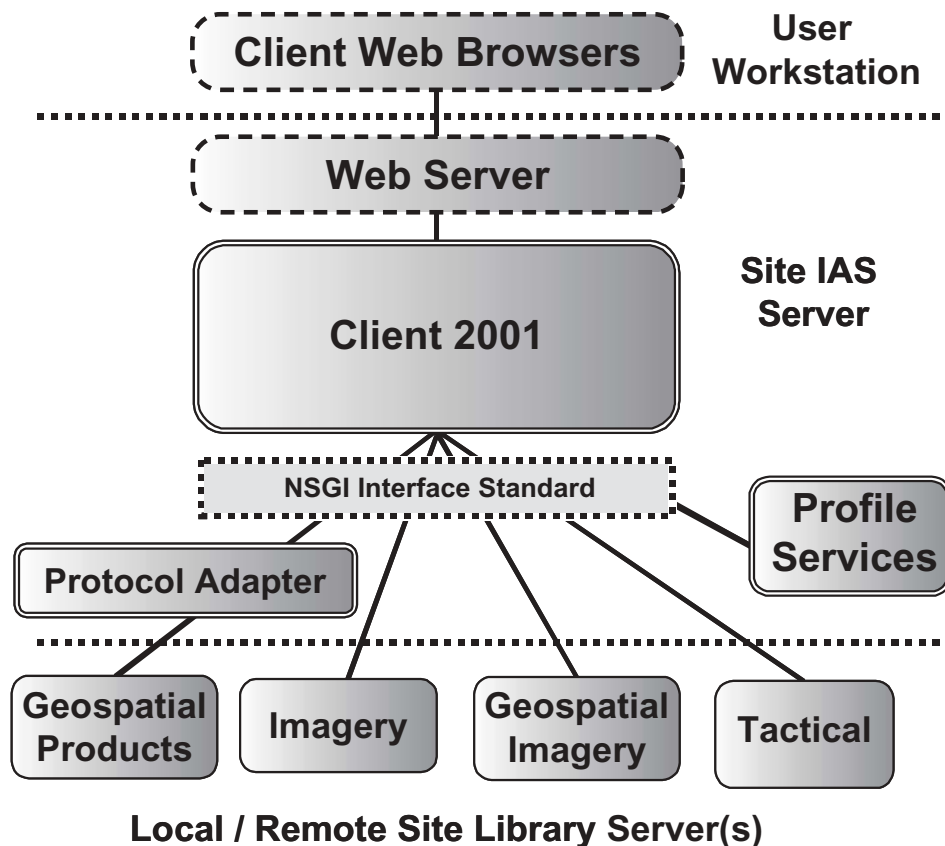 Client Web Browsers
User
Workstation
Web Server
Client 2001
Site IAS
Server
NSGI Interface Standard
Profile
Services
Protocol Adapter
Geospatial
Products
Imagery
Geospatial
Imagery
Tactical
Local / Remote Site Library Server(s)